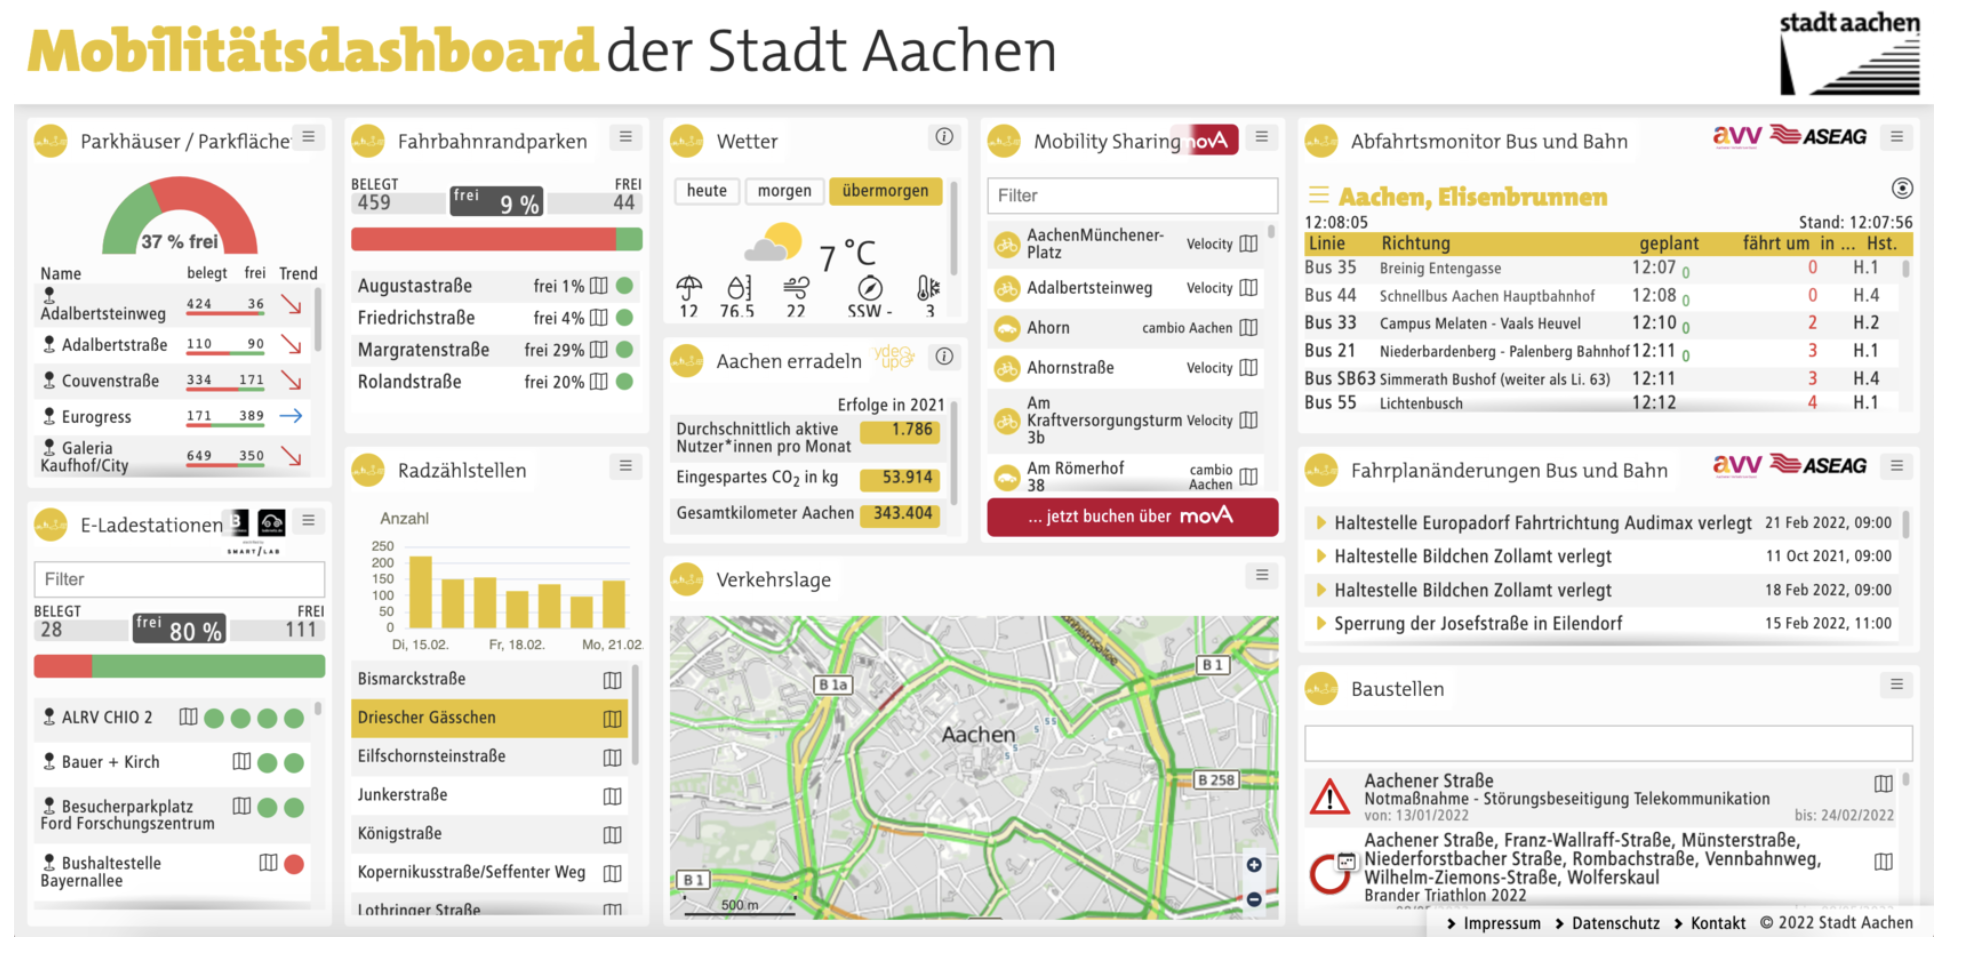 Mobilitätsdashboard der Stadt Aachen
stadt aachen
Parkhäuser / Parkfläche
37 % frei
Name belegt frei Trend
Adalbertsteinweg 424 36
Adalbertstraße 110 90
Couvenstraße 334 171
Eurogress 171 389
Galeria
Kaufhof/City 649 350
E-Ladestationen
SMART/LAB
Filter
BELEGT FREI
28 frei 80 % 111
ALRV CHIO 2
Bauer + Kirch
Besucherparkplatz
Ford Forschungszentrum
Bushaltestelle
Bayernallee
Fahrbahnrandparken
BELEGT FREI
459 frei 9 % 44
Augustastraße frei 1%
Friedrichstraße frei 4%
Margratenstraße frei 29%
Rolandstraße frei 20%
Radzählstellen
Anzahl
250
200
150
100
50
0
Di, 15.02. Fr, 18.02. Mo, 21.02.
Bismarckstraße
Driescher Gässchen
Eilfschornsteinstraße
Junkerstraße
Königstraße
Kopernikusstraße/Seffenter Weg
Lothringer Straße
Wetter
heute morgen übermorgen
7 °C
12 76.5 22 SSW - 3
Aachen erradeln
Erfolge in 2021
Durchschnittlich aktive
Nutzer*innen pro Monat 1.786
Eingespartes CO2 in kg 53.914
Gesamtkilometer Aachen 343.404
Mobility Sharing movA
Filter
AachenMünchener-
Platz Velocity
Adalbertsteinweg Velocity
Ahorn cambio Aachen
Ahornstraße Velocity
Am
Kraftversorgungsturm Velocity
3b
Am Römerhof cambio
38 Aachen
... jetzt buchen über movA
Verkehrslage
B 1a
B 1
Aachen
B 258
B 1
500 m
Abfahrtsmonitor Bus und Bahn
avv ASEAG
Aachen, Elisenbrunnen
12:08:05 Stand: 12:07:56
Linie Richtung geplant fährt um in ... Hst.
Bus 35 Breinig Entengasse 12:07 0 0 H.1
Bus 44 Schnellbus Aachen Hauptbahnhof 12:08 0 0 H.4
Bus 33 Campus Melaten - Vaals Heuvel 12:10 0 2 H.2
Bus 21 Niederbardenberg - Palenberg Bahnhof 12:11 0 3 H.1
Bus SB63 Simmerath Bushof (weiter als Li. 63) 12:11 3 H.4
Bus 55 Lichtenbusch 12:12 4 H.1
Fahrplanänderungen Bus und Bahn
avv ASEAG
Haltestelle Europadorf Fahrtrichtung Audimax verlegt 21 Feb 2022, 09:00
Haltestelle Bildchen Zollamt verlegt 11 Oct 2021, 09:00
Haltestelle Bildchen Zollamt verlegt 18 Feb 2022, 09:00
Sperrung der Josefstraße in Eilendorf 15 Feb 2022, 11:00
Baustellen
Aachener Straße
Notmaßnahme - Störungsbeseitigung Telekommunikation
von: 13/01/2022 bis: 24/02/2022
Aachener Straße, Franz-Wallraff-Straße, Münsterstraße,
Niederforstbacher Straße, Rombachstraße, Vennbahnweg,
Wilhelm-Ziemons-Straße, Wolferskaul
Brander Triathlon 2022
Impressum Datenschutz Kontakt © 2022 Stadt Aachen